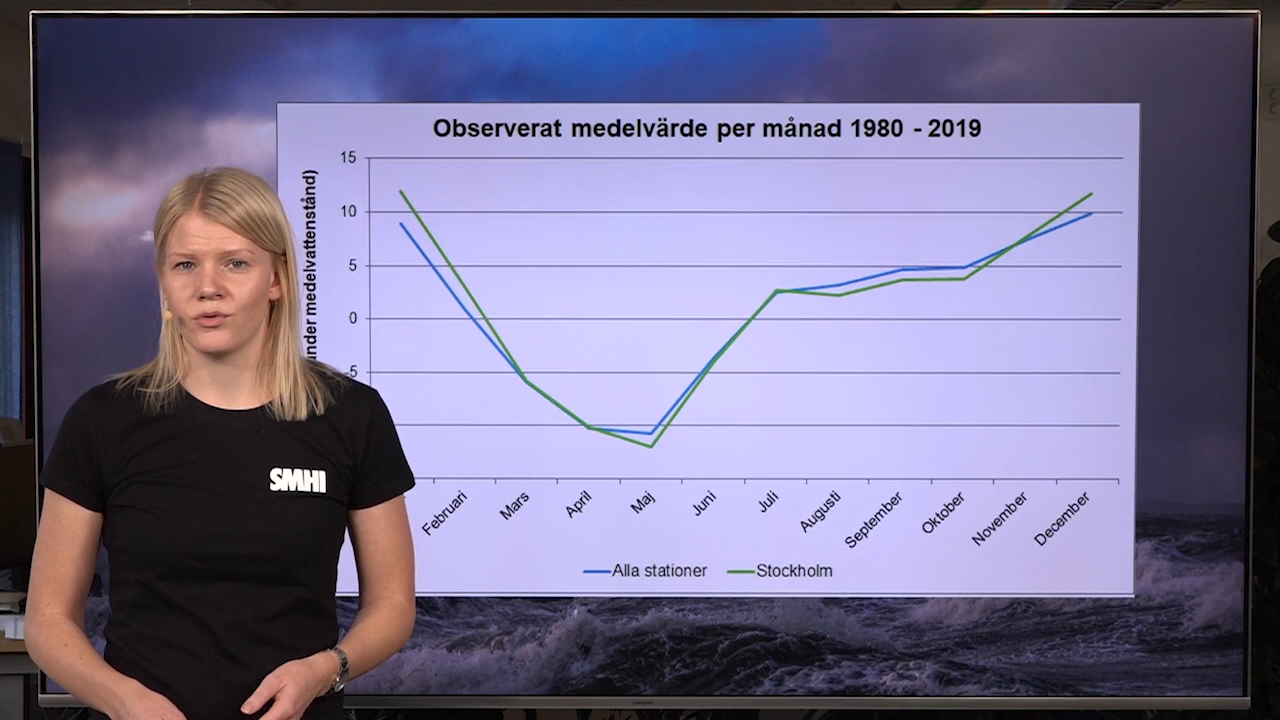 Observerat medelvärde per månad 1980 - 2019
under medelvattenstånd)
15
10
5
0
-5
Februari
Mars
April
Maj
Juni
Juli
Augusti
September
Oktober
November
December
Alla stationer
Stockholm
SMHI